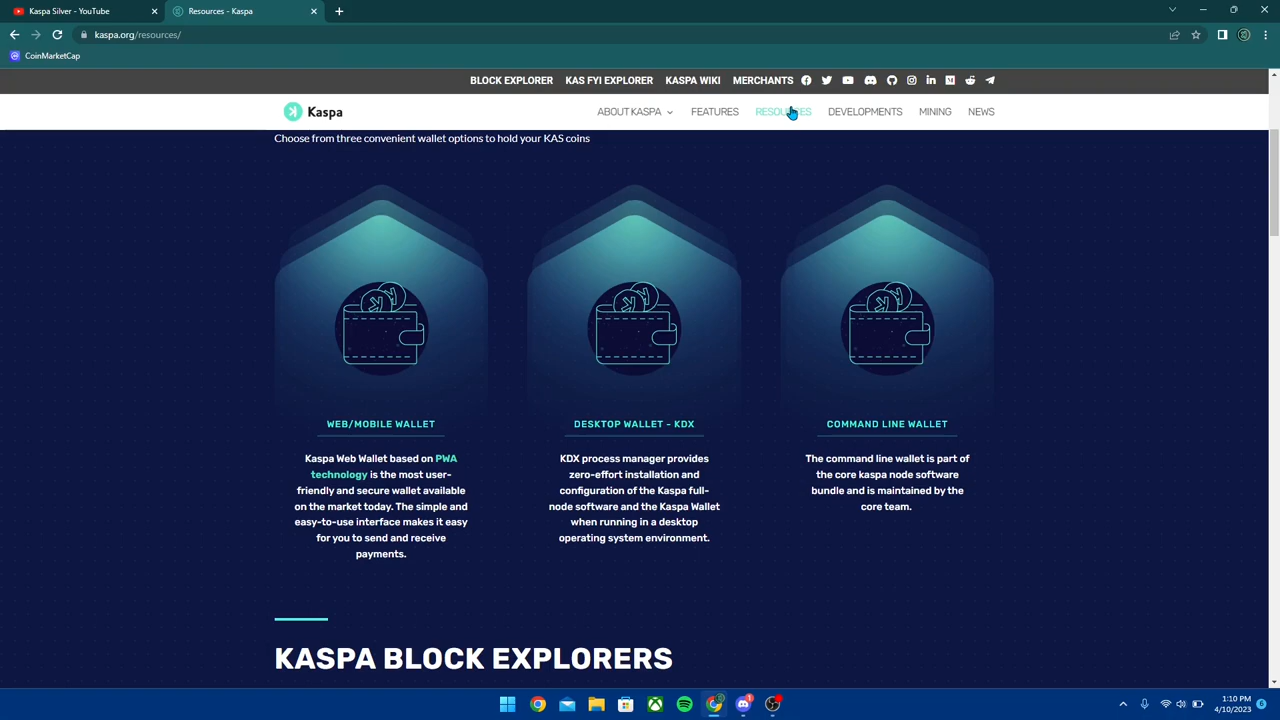 Kaspa Silver - YouTube
Resources - Kaspa
kaspa.org/resources/
CoinMarketCap
BLOCK EXPLORER KAS FYI EXPLORER KASPA WIKI MERCHANTS
Kaspa
ABOUT KASPA FEATURES RESOURCES DEVELOPMENTS MINING NEWS
Choose from three convenient wallet options to hold your KAS coins
WEB/MOBILE WALLET
Kaspa Web Wallet based on PWA
technology is the most user-
friendly and secure wallet available
on the market today. The simple and
easy-to-use interface makes it easy
for you to send and receive
payments.
DESKTOP WALLET - KDX
KDX process manager provides
zero-effort installation and
configuration of the Kaspa full-
node software and the Kaspa Wallet
when running in a desktop
operating system environment.
COMMAND LINE WALLET
The command line wallet is part of
the core kaspa node software
bundle and is maintained by the
core team.
KASPA BLOCK EXPLORERS
1:10 PM
4/10/2023